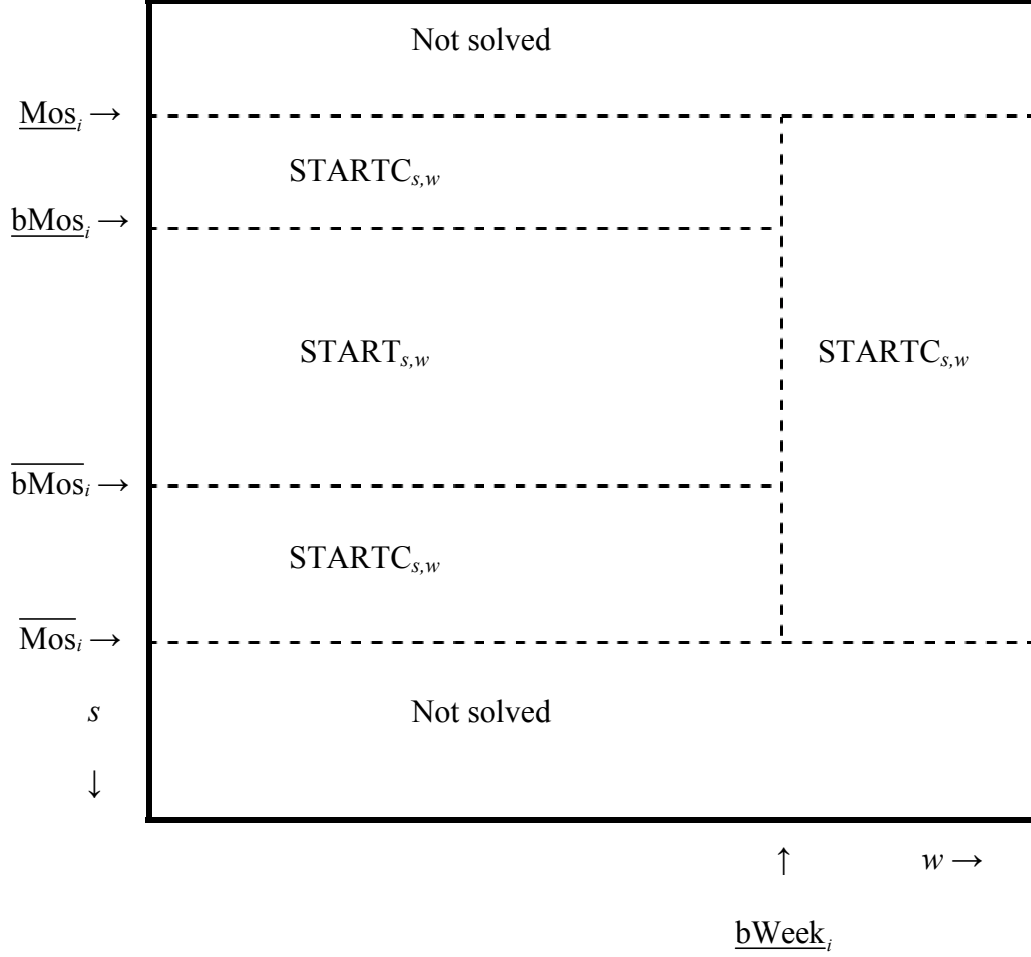 Not solved
Mos_i →
STARTC_s,w
bMos_i →
START_s,w STARTC_s,w
bMos_i →
STARTC_s,w
Mos_i →
s Not solved
↓
↑ w →
bWeek_i